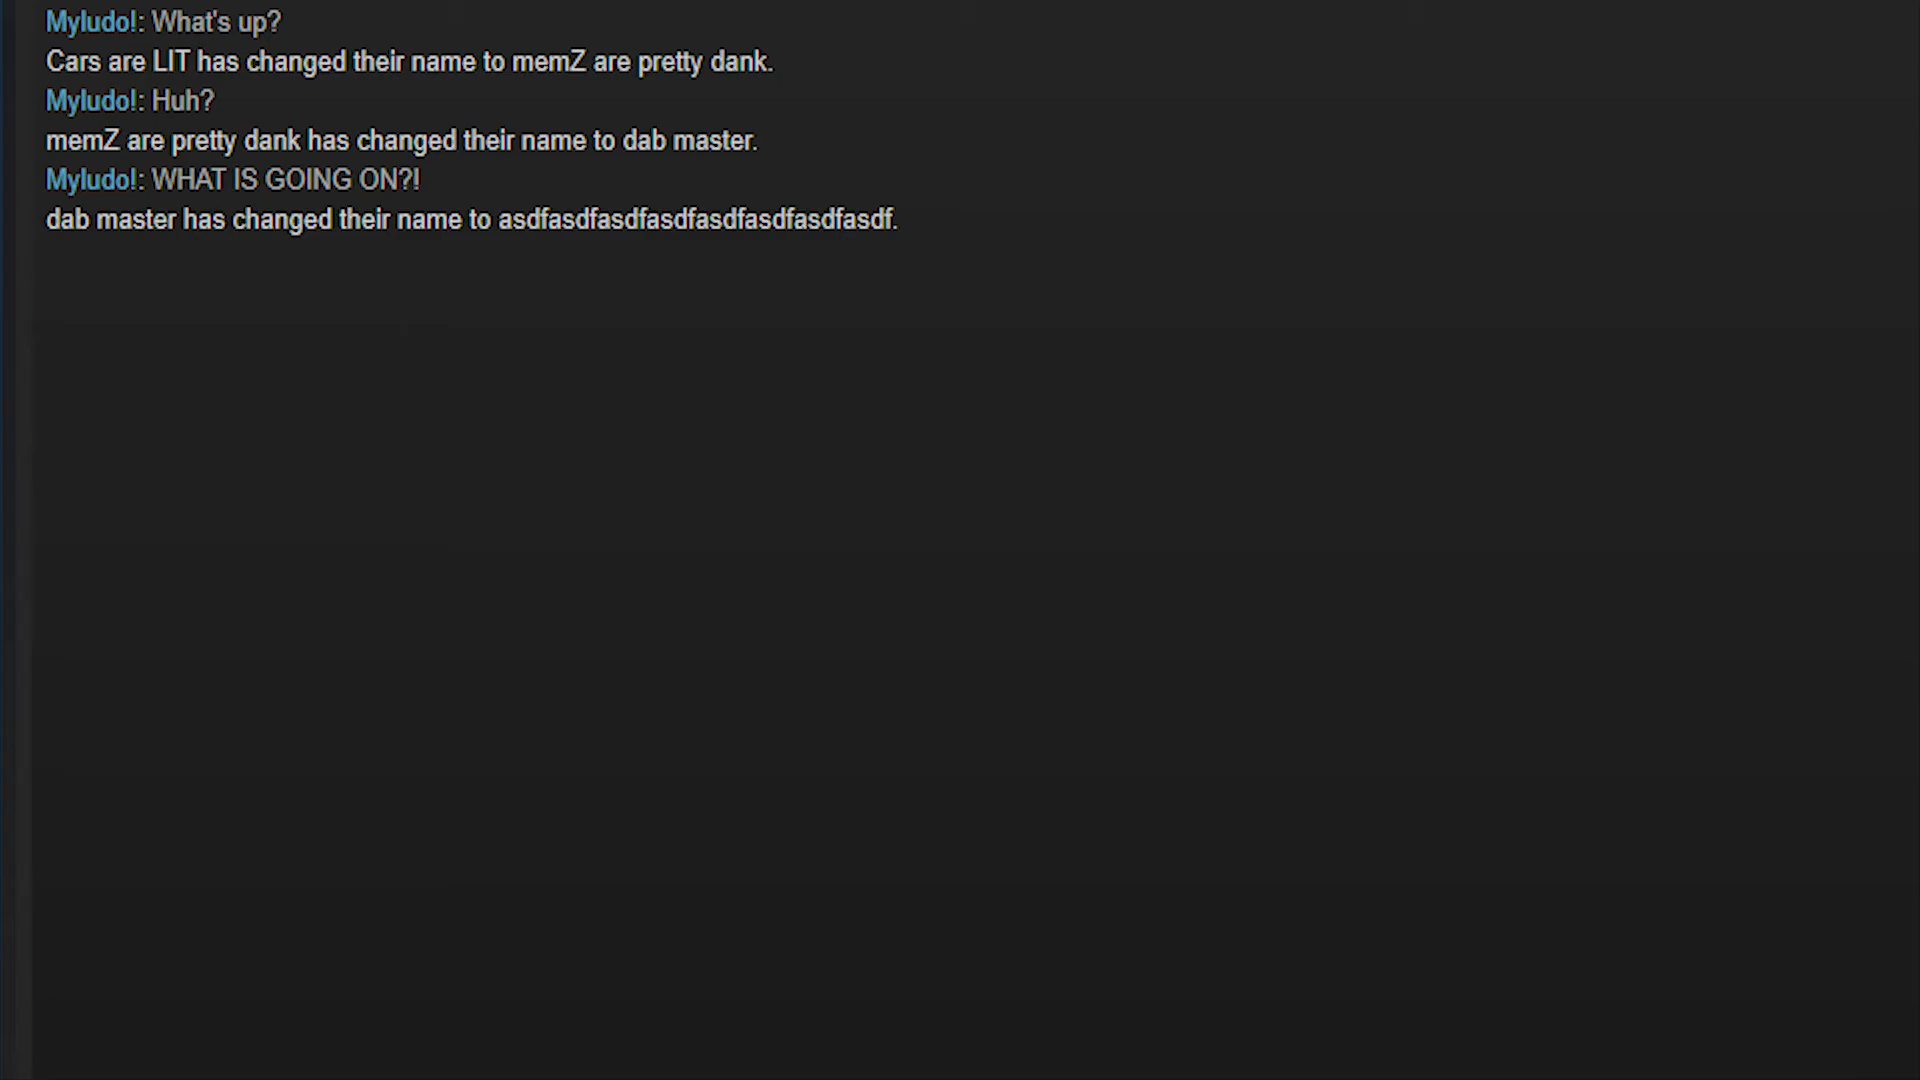 Myludo!: What's up?
Cars are LIT has changed their name to memZ are pretty dank.
Myludo!: Huh?
memZ are pretty dank has changed their name to dab master.
Myludo!: WHAT IS GOING ON?!
dab master has changed their name to asdfasdfasdfasdfasdfasdfasdfasdf.